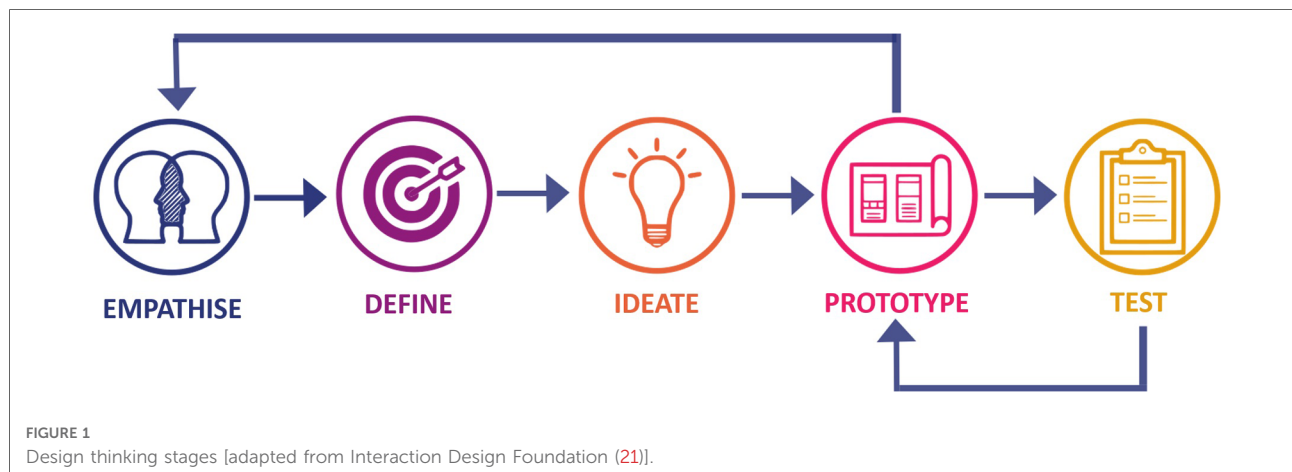 EMPATHISE
DEFINE
IDEATE
PROTOTYPE
TEST
FIGURE 1
Design thinking stages [adapted from Interaction Design Foundation (21)].